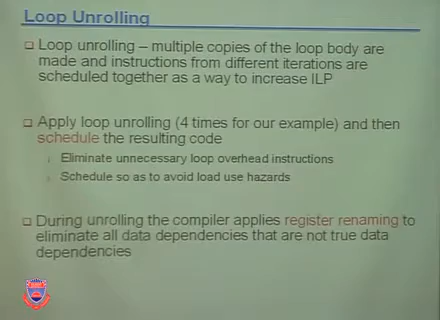 Loop Unrolling
Loop unrolling – multiple copies of the loop body are
made and instructions from different iterations are
scheduled together as a way to increase ILP
Apply loop unrolling (4 times for our example) and then
schedule the resulting code
Eliminate unnecessary loop overhead instructions
Schedule so as to avoid load use hazards
During unrolling the compiler applies register renaming to
eliminate all data dependencies that are not true data
dependencies